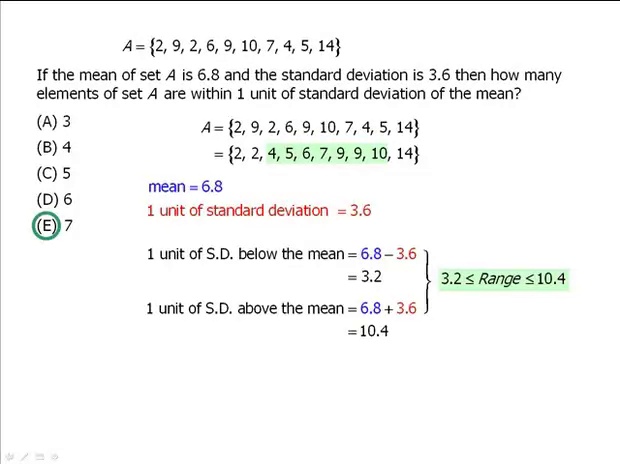 A = {2, 9, 2, 6, 9, 10, 7, 4, 5, 14}
If the mean of set A is 6.8 and the standard deviation is 3.6 then how many
elements of set A are within 1 unit of standard deviation of the mean?
(A) 3
(B) 4
(C) 5
(D) 6
(E) 7
A = {2, 9, 2, 6, 9, 10, 7, 4, 5, 14}
= {2, 2, 4, 5, 6, 7, 9, 9, 10, 14}
mean = 6.8
1 unit of standard deviation = 3.6
1 unit of S.D. below the mean = 6.8 – 3.6
= 3.2
1 unit of S.D. above the mean = 6.8 + 3.6
= 10.4
3.2 ≤ Range ≤ 10.4